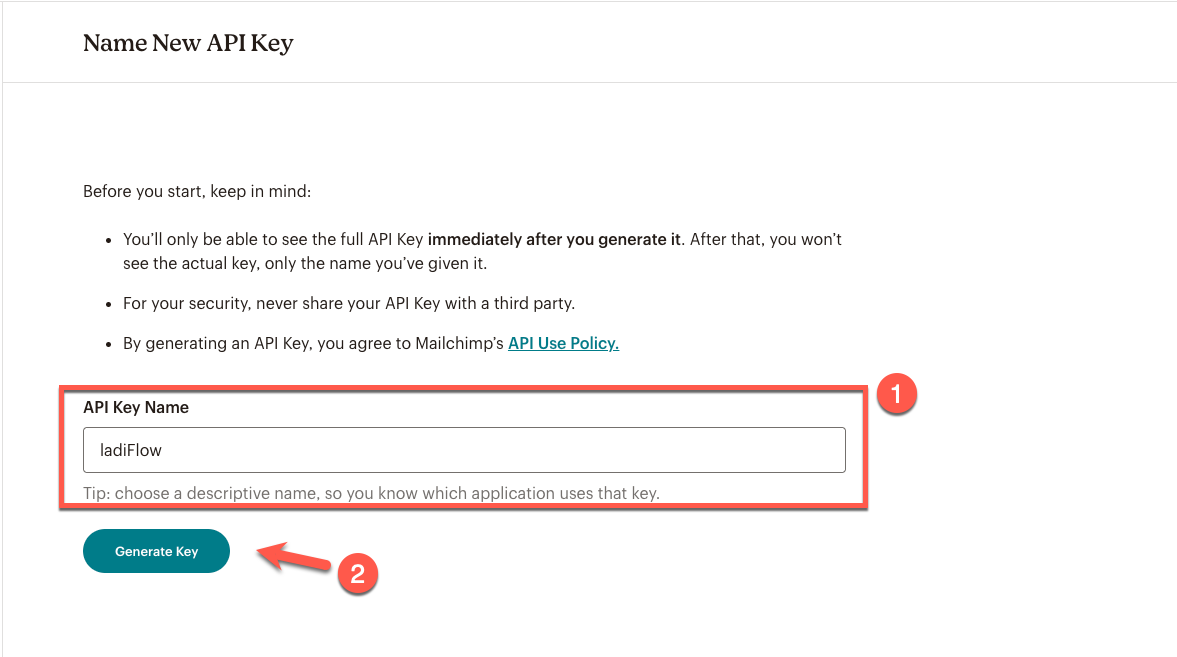 Name New API Key
Before you start, keep in mind:
• You’ll only be able to see the full API Key immediately after you generate it. After that, you won’t
see the actual key, only the name you’ve given it.
• For your security, never share your API Key with a third party.
• By generating an API Key, you agree to Mailchimp’s API Use Policy.
1
API Key Name
ladiFlow
Tip: choose a descriptive name, so you know which application uses that key.
Generate Key
2